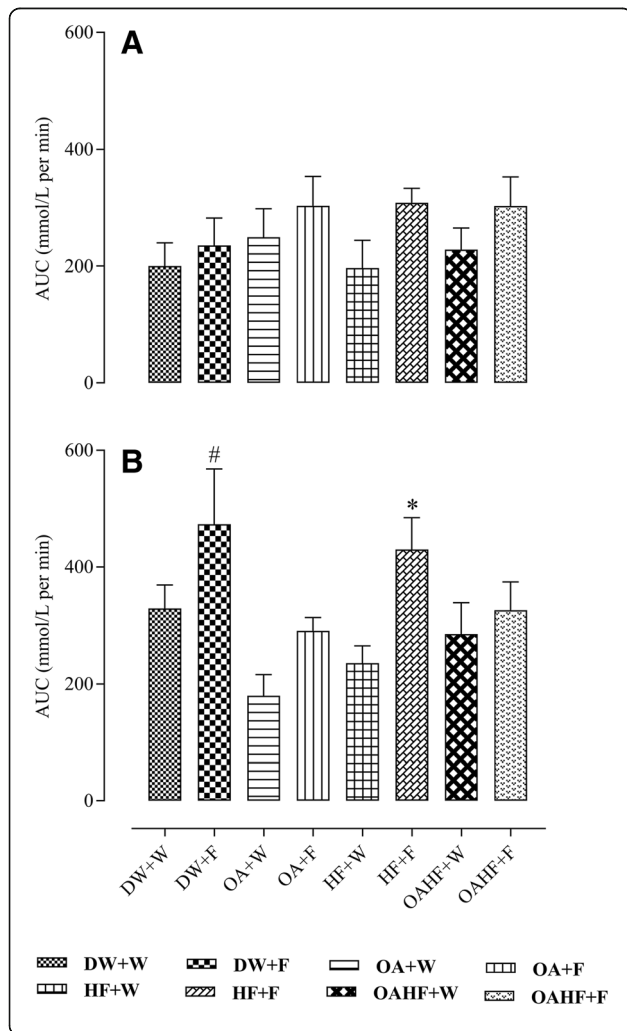 A
600
400
200
0
AUC (mmol/L per min)
B
600
400
200
0
AUC (mmol/L per min)
#
*
DW+W
DW+F
OA+W
OA+F
HF+W
HF+F
OAHF+W
OAHF+F
DW+W DW+F OA+W OA+F
HF+W HF+F OAHF+W OAHF+F